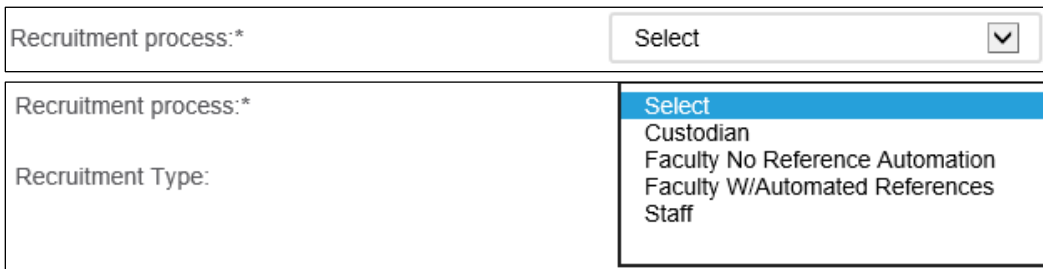 Recruitment process:* Select
Recruitment process:* Select
Custodian
Faculty No Reference Automation
Recruitment Type: Faculty W/Automated References
Staff